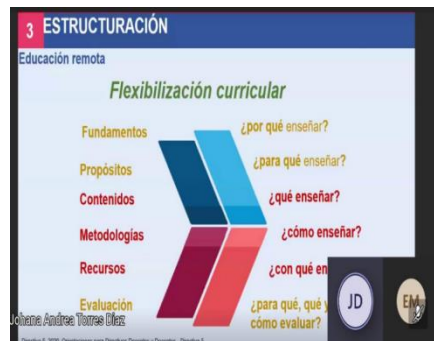 3 ESTRUCTURACIÓN
Educación remota
Flexibilización curricular
Fundamentos
¿por qué enseñar?
Propósitos
¿para qué enseñar?
Contenidos
¿qué enseñar?
Metodologías
¿cómo enseñar?
Recursos
¿con qué en
Evaluación
¿para qué, qué y
cómo evaluar?
JD
EM
Johana Andrea Torres Díaz